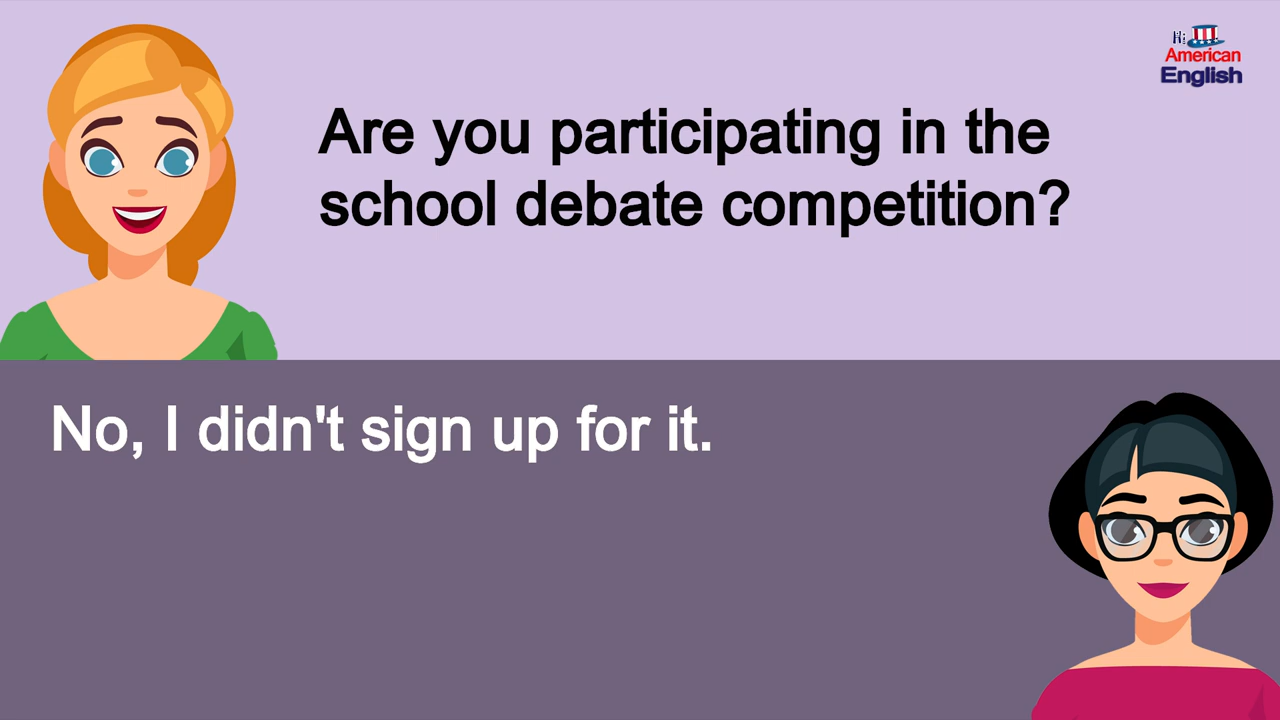 Hi
American
English
Are you participating in the
school debate competition?
No, I didn't sign up for it.